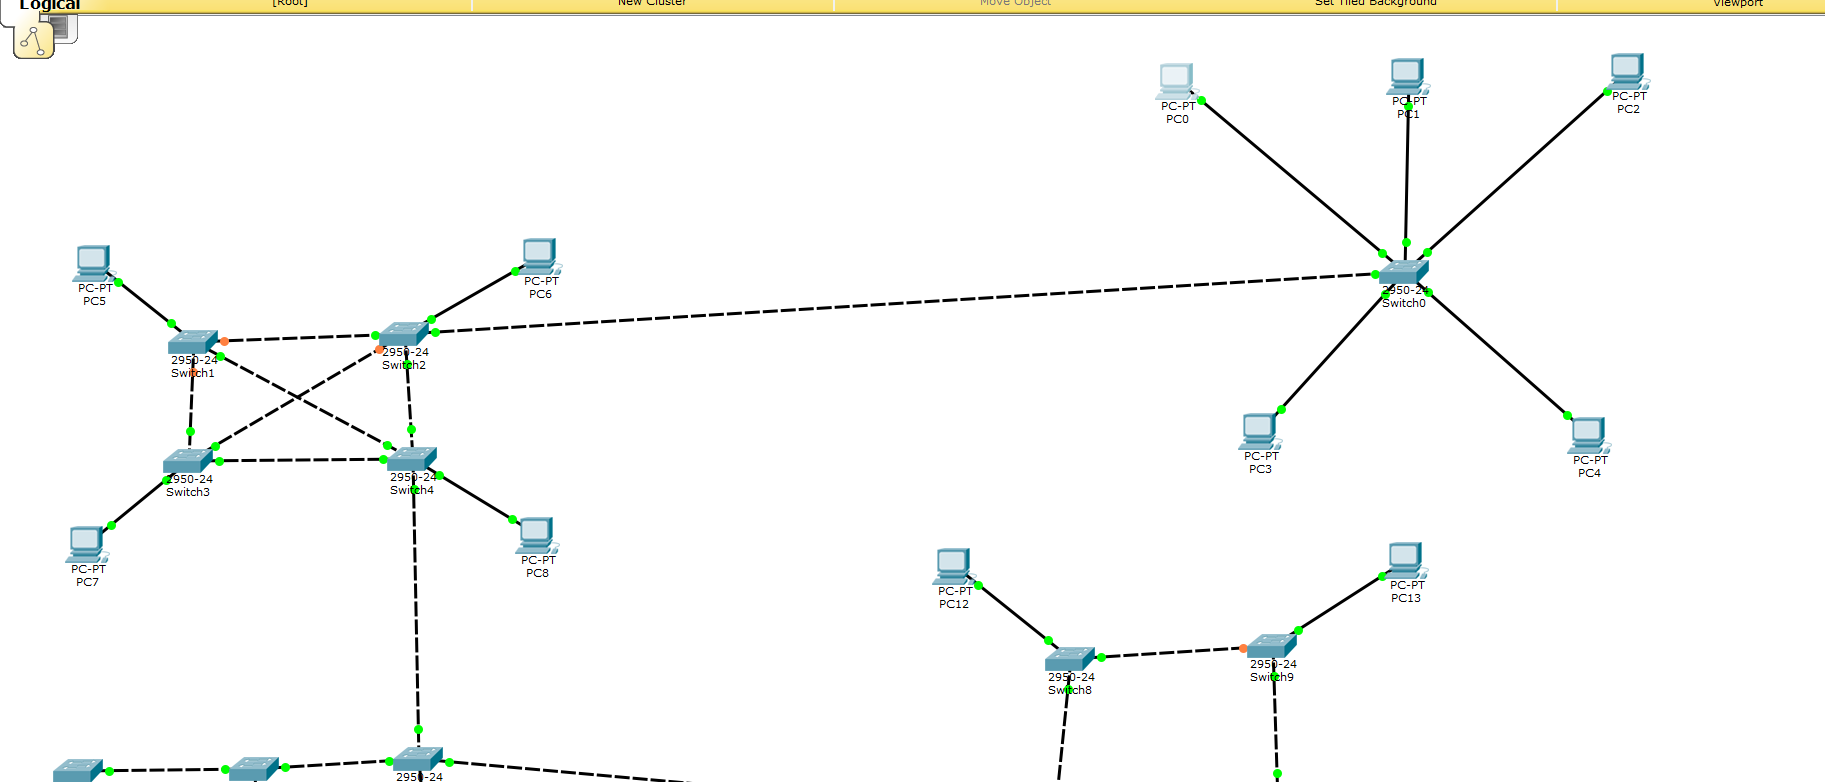 Logical
[Root]
New Cluster
Move Object
Set Tiled Background
Viewport
PC-PT
PC0
PC-PT
PC1
PC-PT
PC2
PC-PT
PC5
PC-PT
PC6
2950-24
Switch0
2950-24
Switch1
2950-24
Switch2
PC-PT
PC3
PC-PT
PC4
2950-24
Switch3
2950-24
Switch4
PC-PT
PC7
PC-PT
PC8
PC-PT
PC12
PC-PT
PC13
2950-24
Switch8
2950-24
Switch9
2950-24